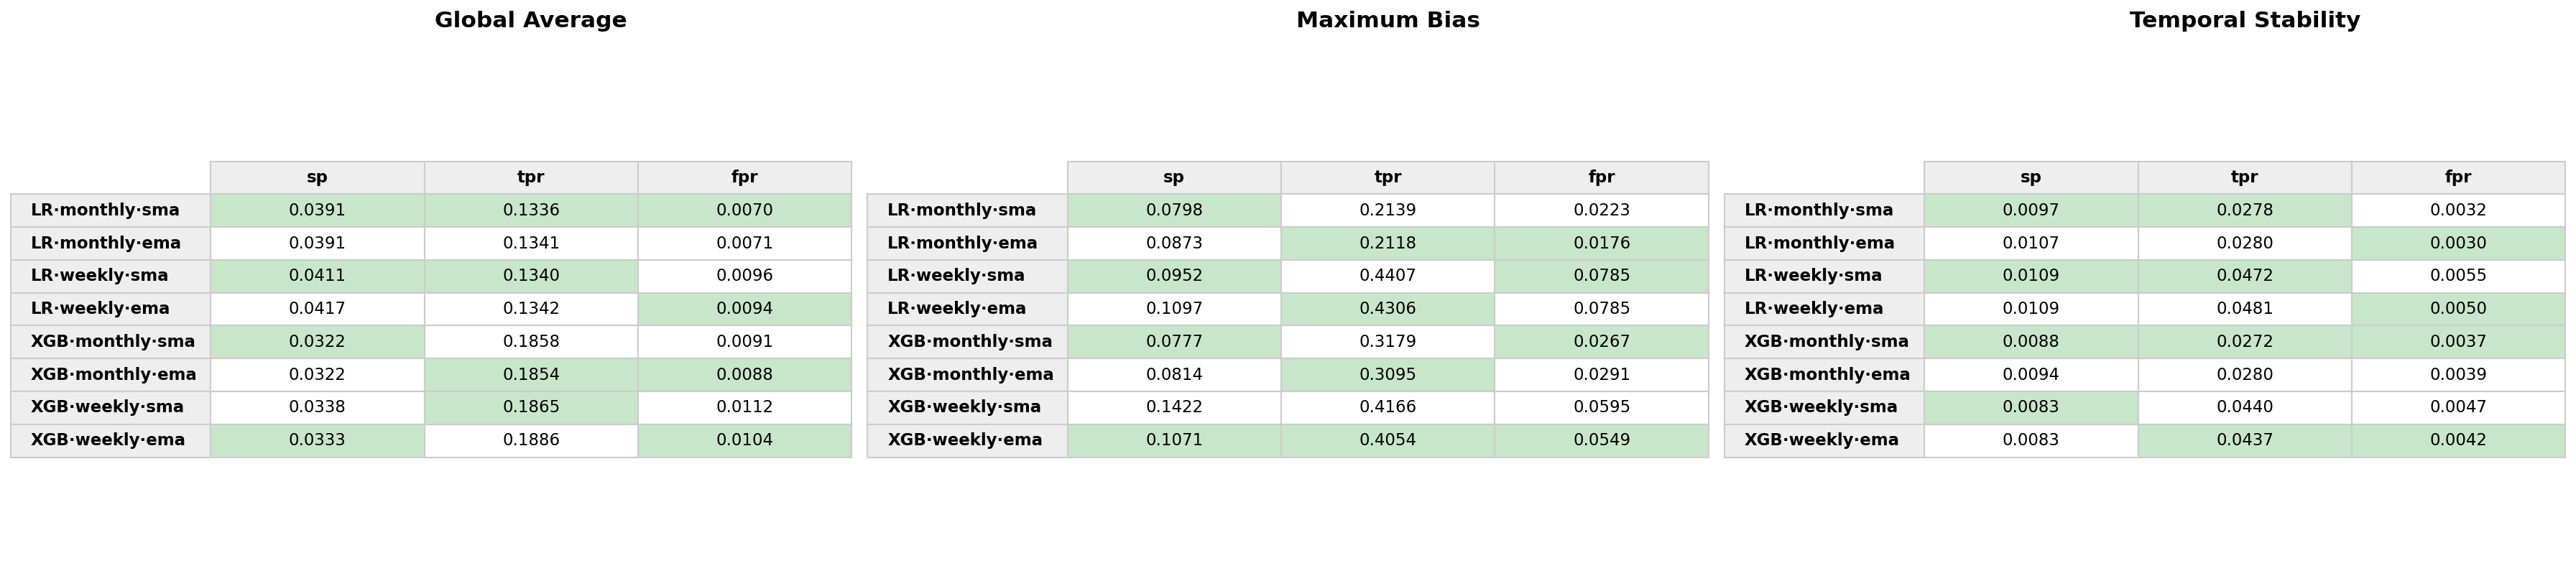 Global Average Maximum Bias Temporal Stability
sp tpr fpr sp tpr fpr sp tpr fpr
LR·monthly·sma 0.0391 0.1336 0.0070 LR·monthly·sma 0.0798 0.2139 0.0223 LR·monthly·sma 0.0097 0.0278 0.0032
LR·monthly·ema 0.0391 0.1341 0.0071 LR·monthly·ema 0.0873 0.2118 0.0176 LR·monthly·ema 0.0107 0.0280 0.0030
LR·weekly·sma 0.0411 0.1340 0.0096 LR·weekly·sma 0.0952 0.4407 0.0785 LR·weekly·sma 0.0109 0.0472 0.0055
LR·weekly·ema 0.0417 0.1342 0.0094 LR·weekly·ema 0.1097 0.4306 0.0785 LR·weekly·ema 0.0109 0.0481 0.0050
XGB·monthly·sma 0.0322 0.1858 0.0091 XGB·monthly·sma 0.0777 0.3179 0.0267 XGB·monthly·sma 0.0088 0.0272 0.0037
XGB·monthly·ema 0.0322 0.1854 0.0088 XGB·monthly·ema 0.0814 0.3095 0.0291 XGB·monthly·ema 0.0094 0.0280 0.0039
XGB·weekly·sma 0.0338 0.1865 0.0112 XGB·weekly·sma 0.1422 0.4166 0.0595 XGB·weekly·sma 0.0083 0.0440 0.0047
XGB·weekly·ema 0.0333 0.1886 0.0104 XGB·weekly·ema 0.1071 0.4054 0.0549 XGB·weekly·ema 0.0083 0.0437 0.0042